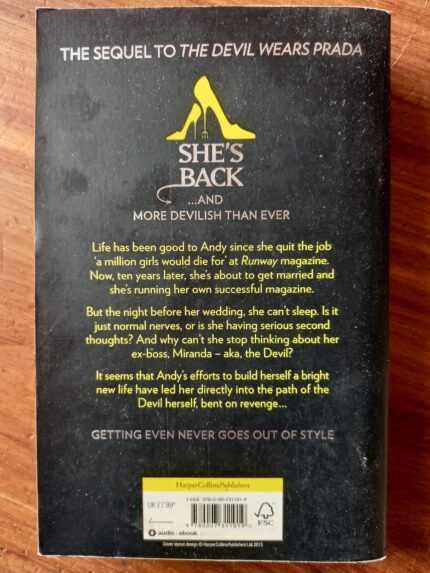 THE SEQUEL TO THE DEVIL WEARS PRADA
SHE'S
BACK
...AND
MORE DEVILISH THAN EVER
Life has been good to Andy since she quit the job
'a million girls would die for' at Runway magazine.
Now, ten years later, she's about to get married and
she's running her own successful magazine.
But the night before her wedding, she can't sleep. Is it
just normal nerves, or is she having serious second
thoughts? And why can't she stop thinking about her
ex-boss, Miranda – aka, the Devil?
It seems that Andy's efforts to build herself a bright
new life have led her directly into the path of the
Devil herself, bent on revenge...
GETTING EVEN NEVER GOES OUT OF STYLE
HarperCollinsPublishers
UK £7.99
ISBN
audio • ebook
FSC
Cover layout design © HarperCollinsPublishers Ltd 2013